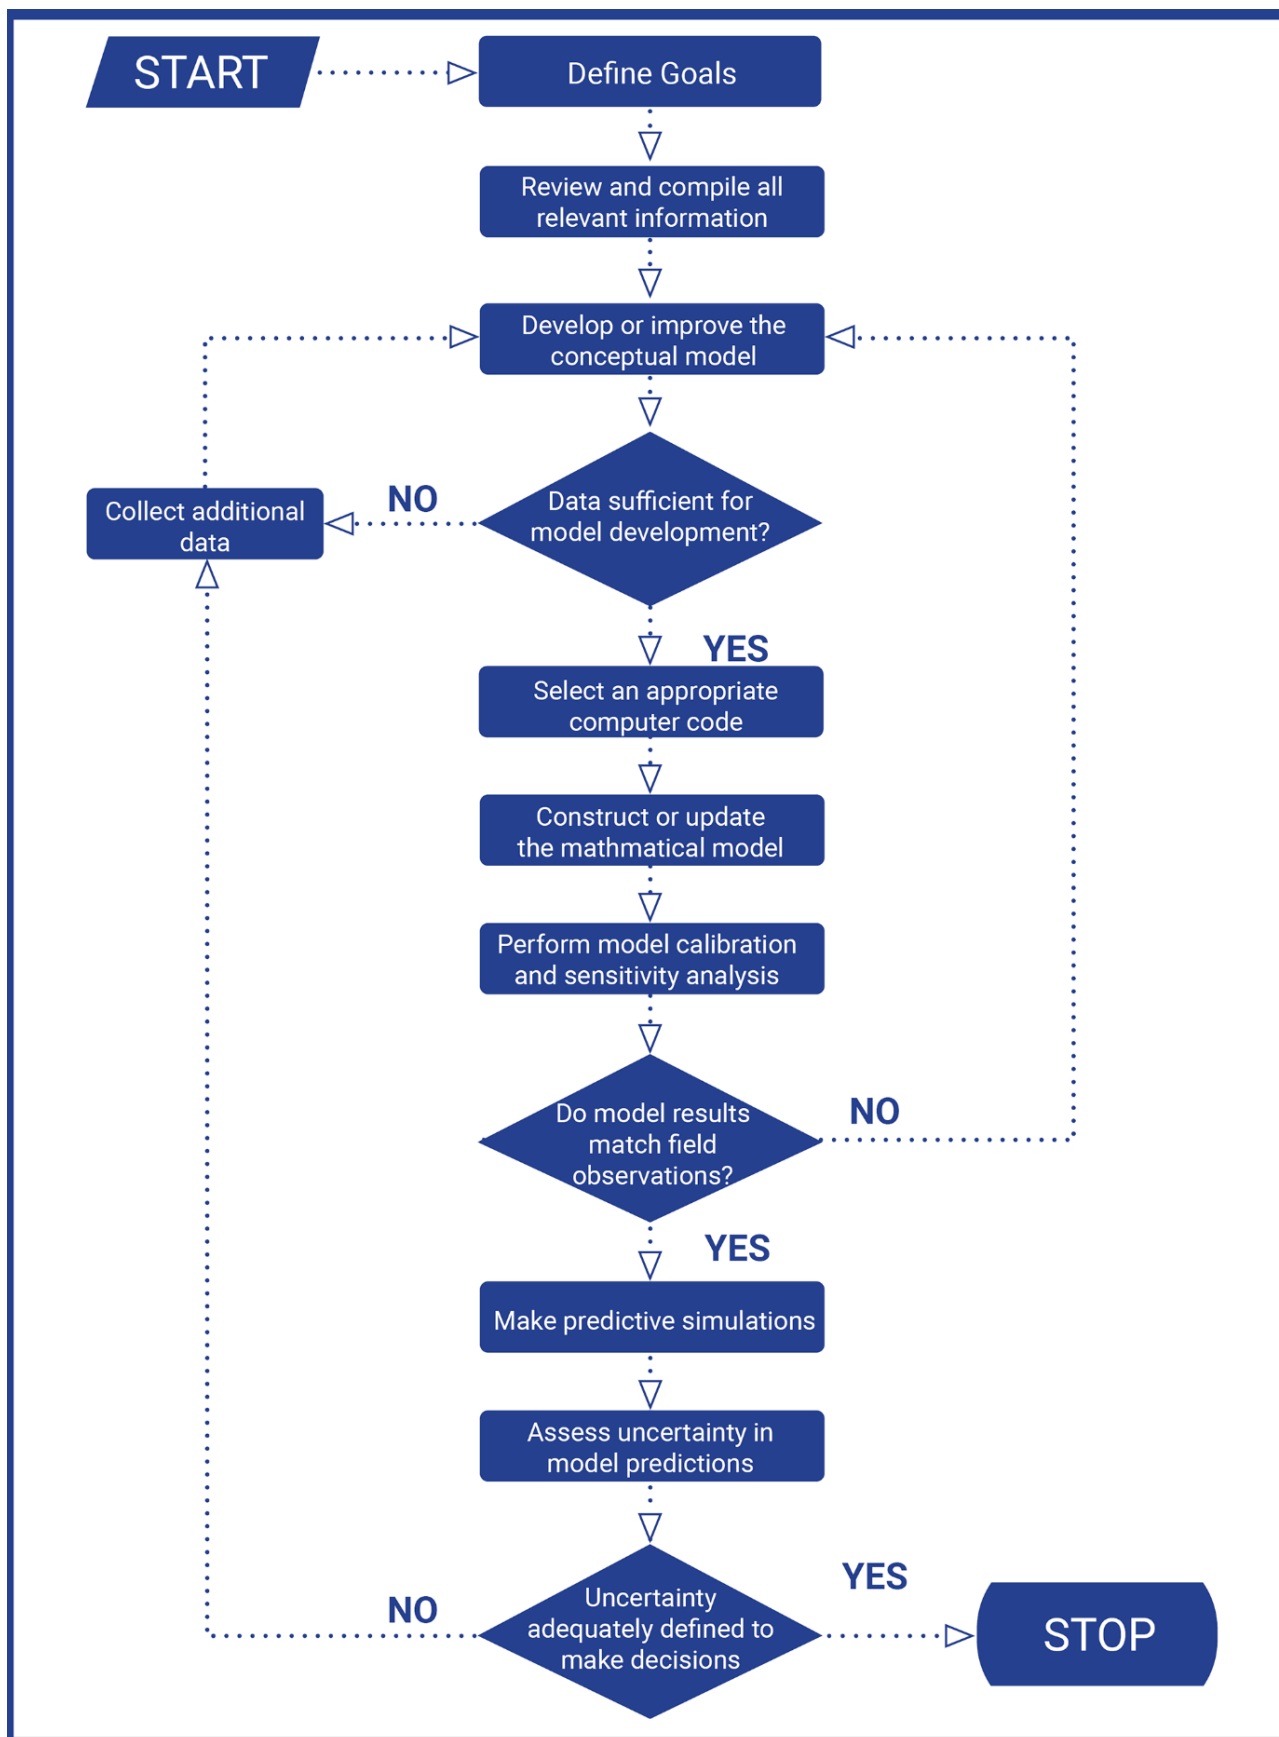 START
Define Goals
Review and compile all
relevant information
Develop or improve the
conceptual model
Data sufficient for
model development?
NO
Collect additional
data
YES
Select an appropriate
computer code
Construct or update
the mathmatical model
Perform model calibration
and sensitivity analysis
Do model results
match field
observations?
NO
YES
Make predictive simulations
Assess uncertainty in
model predictions
Uncertainty
adequately defined to
make decisions
NO
YES
STOP